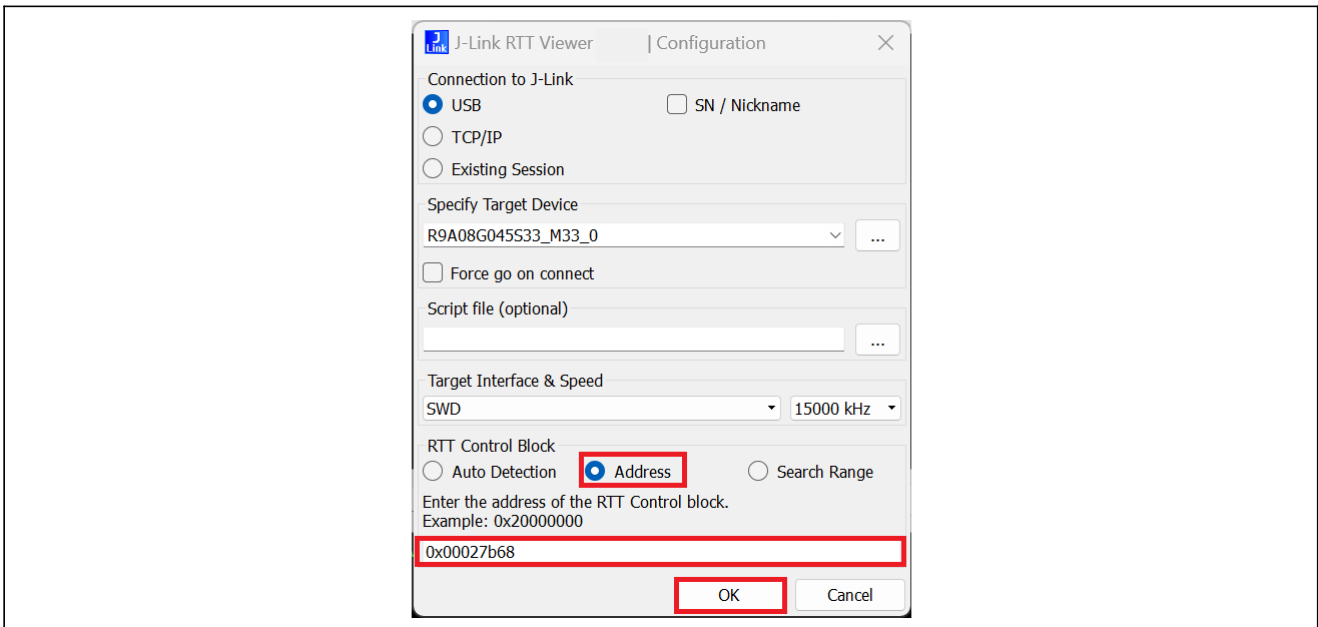 J-Link RTT Viewer | Configuration
Connection to J-Link
USB SN / Nickname
TCP/IP
Existing Session
Specify Target Device
R9A08G045S33_M33_0 ...
Force go on connect
Script file (optional)
...
Target Interface & Speed
SWD 15000 kHz
RTT Control Block
Auto Detection Address Search Range
Enter the address of the RTT Control block.
Example: 0x20000000
0x00027b68
OK Cancel